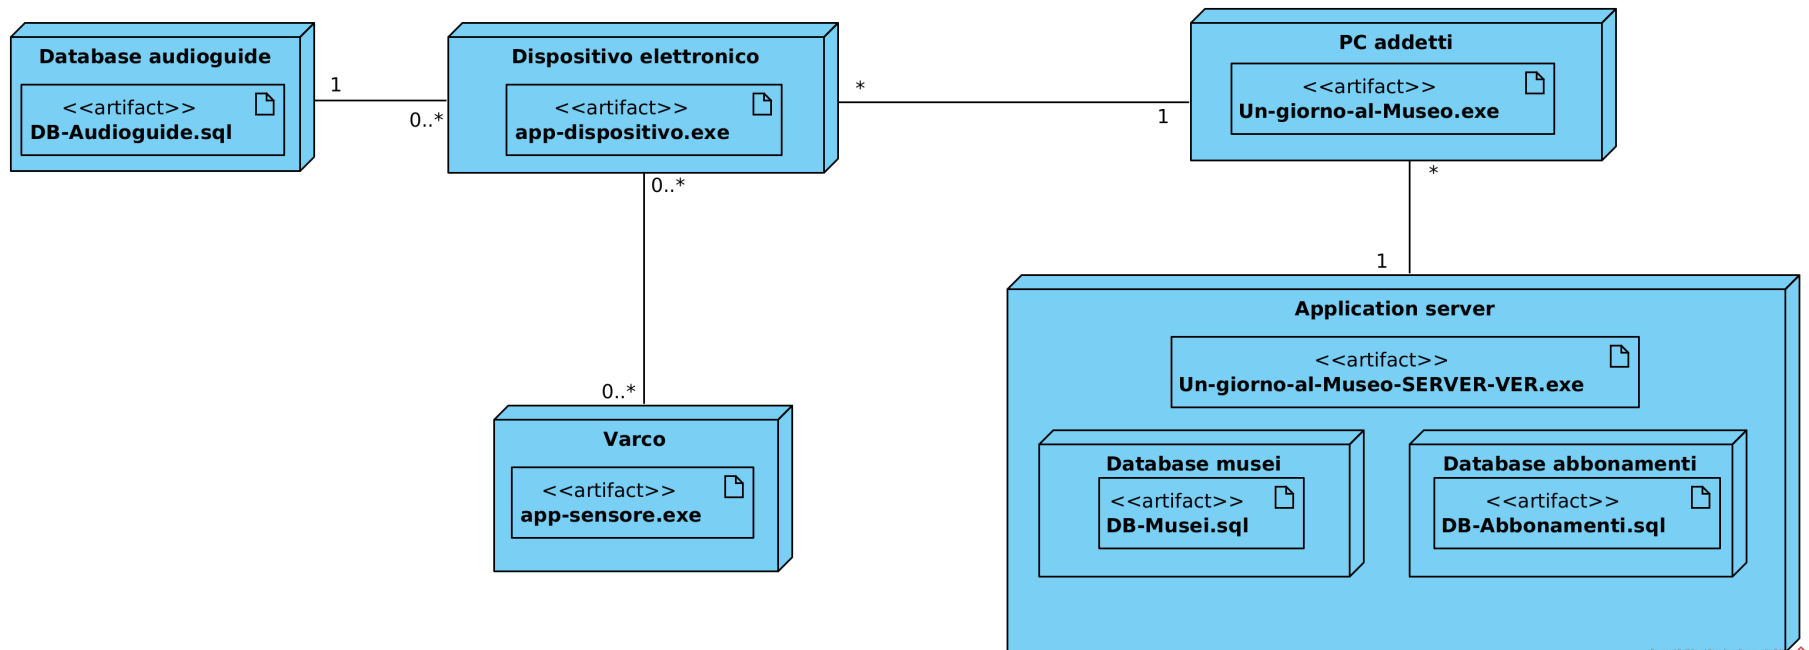 Database audioguide
<<artifact>>
DB-Audioguide.sql
1
0..*
Dispositivo elettronico
<<artifact>>
app-dispositivo.exe
*
1
PC addetti
<<artifact>>
Un-giorno-al-Museo.exe
0..*
0..*
*
1
Varco
<<artifact>>
app-sensore.exe
Application server
<<artifact>>
Un-giorno-al-Museo-SERVER-VER.exe
Database musei
<<artifact>>
DB-Musei.sql
Database abbonamenti
<<artifact>>
DB-Abbonamenti.sql